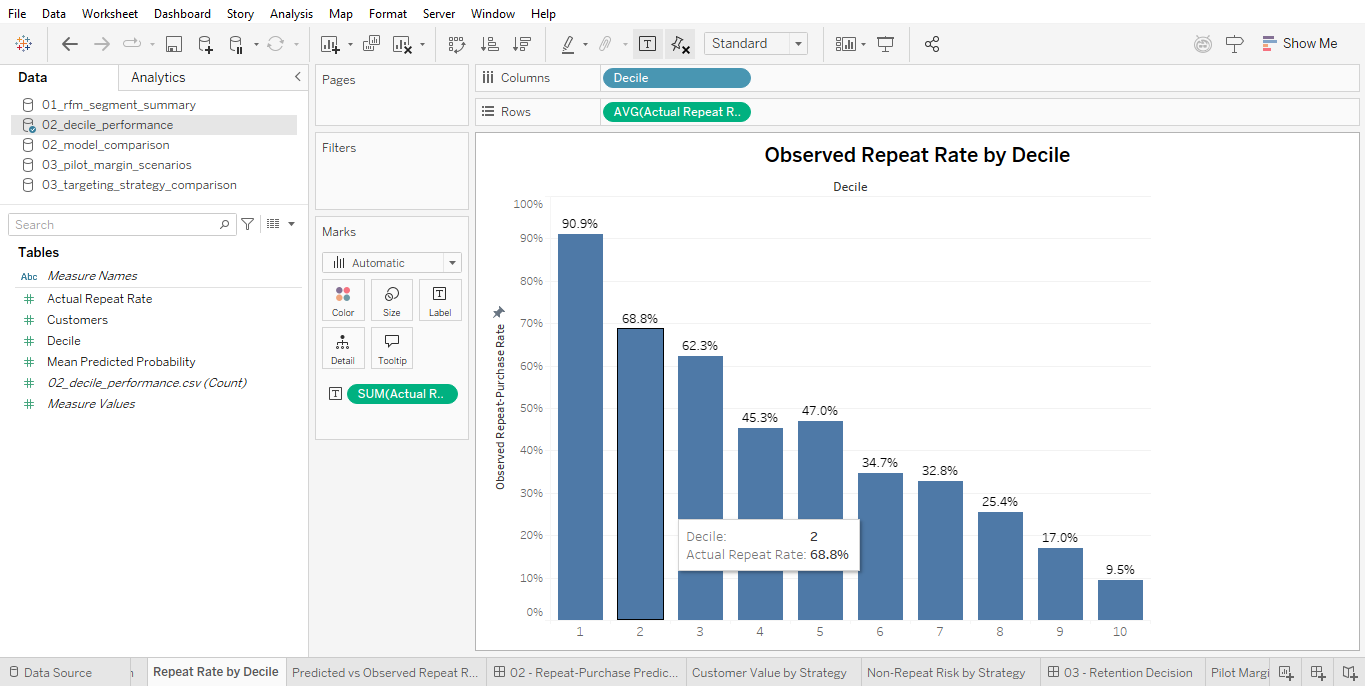 File Data Worksheet Dashboard Story Analysis Map Format Server Window Help
Standard
Show Me
Data Analytics
01_rfm_segment_summary
02_decile_performance
02_model_comparison
03_pilot_margin_scenarios
03_targeting_strategy_comparison
Search
Tables
Abc Measure Names
Actual Repeat Rate
Customers
Decile
Mean Predicted Probability
02_decile_performance.csv (Count)
Measure Values
Pages
Filters
Marks
Automatic
Color Size T Label
Detail Tooltip
T SUM(Actual R..
Columns Decile
Rows AVG(Actual Repeat R..
Observed Repeat Rate by Decile
Decile
Observed Repeat-Purchase Rate
100%
90%
80%
70%
60%
50%
40%
30%
20%
10%
0%
90.9%
68.8%
62.3%
45.3%
47.0%
34.7%
32.8%
25.4%
17.0%
9.5%
Decile: 2
Actual Repeat Rate: 68.8%
1 2 3 4 5 6 7 8 9 10
Data Source Repeat Rate by Decile Predicted vs Observed Repeat R... 02 - Repeat-Purchase Predic... Customer Value by Strategy Non-Repeat Risk by Strategy 03 - Retention Decision Pilot Margi